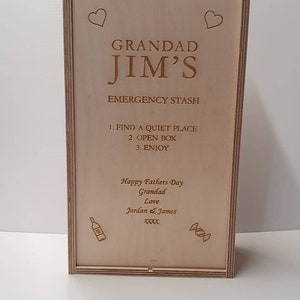 GRANDAD
JIM'S
EMERGENCY STASH
1. FIND A QUIET PLACE
2. OPEN BOX
3. ENJOY
Happy Fathers Day
Grandad
Love
Jordan & James
xxxx